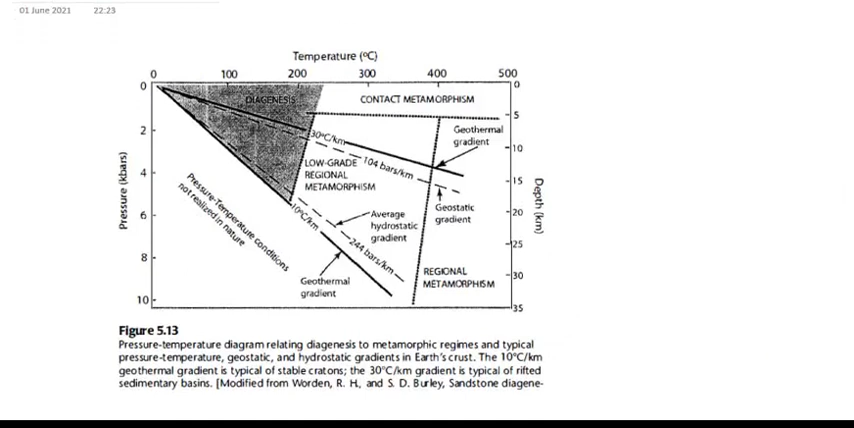 01 June 2021 22:23
Temperature (°C)
0 100 200 300 400 500
0
0
DIAGENESIS
CONTACT METAMORPHISM
5
2
30°C/km
Geothermal
gradient
10
104 bars/km
LOW-GRADE
REGIONAL
METAMORPHISM
4
15
Pressure (kbars)
Depth (km)
Pressure-Temperature conditions
not realized in nature
10°C/km
Average
hydrostatic
gradient
Geostatic
gradient
20
6
244 bars/km
25
8
Geothermal
gradient
REGIONAL
METAMORPHISM
30
10
35
Figure 5.13
Pressure-temperature diagram relating diagenesis to metamorphic regimes and typical
pressure-temperature, geostatic, and hydrostatic gradients in Earth's crust. The 10°C/km
geothermal gradient is typical of stable cratons; the 30°C/km gradient is typical of rifted
sedimentary basins. [Modified from Worden, R. H., and S. D. Burley, Sandstone diagene-